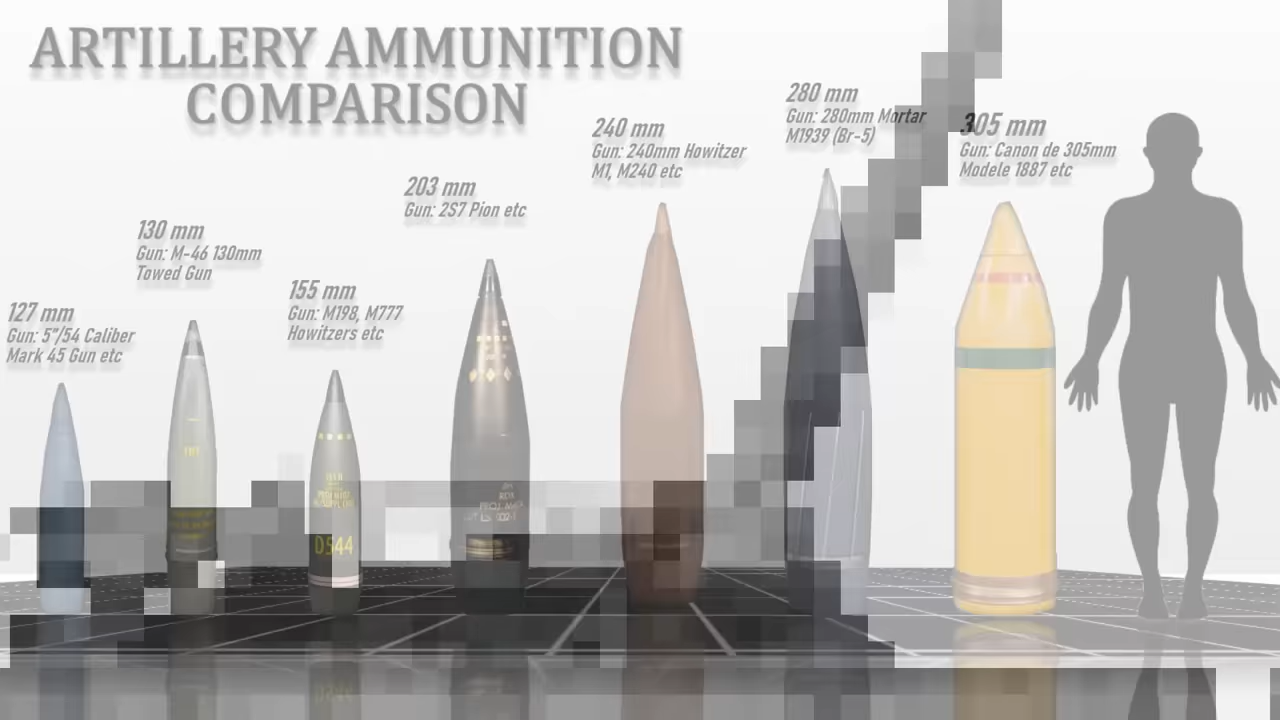 ARTILLERY AMMUNITION
COMPARISON
127 mm
Gun: 5"/54 Caliber
Mark 45 Gun etc
130 mm
Gun: M-46 130mm
Towed Gun
155 mm
Gun: M198, M777
Howitzers etc
203 mm
Gun: 2S7 Pion etc
240 mm
Gun: 240mm Howitzer
M1, M240 etc
280 mm
Gun: 280mm Mortar
M1939 (Br-5)
305 mm
Gun: Canon de 305mm
Modele 1887 etc
TNT
D544
RDX